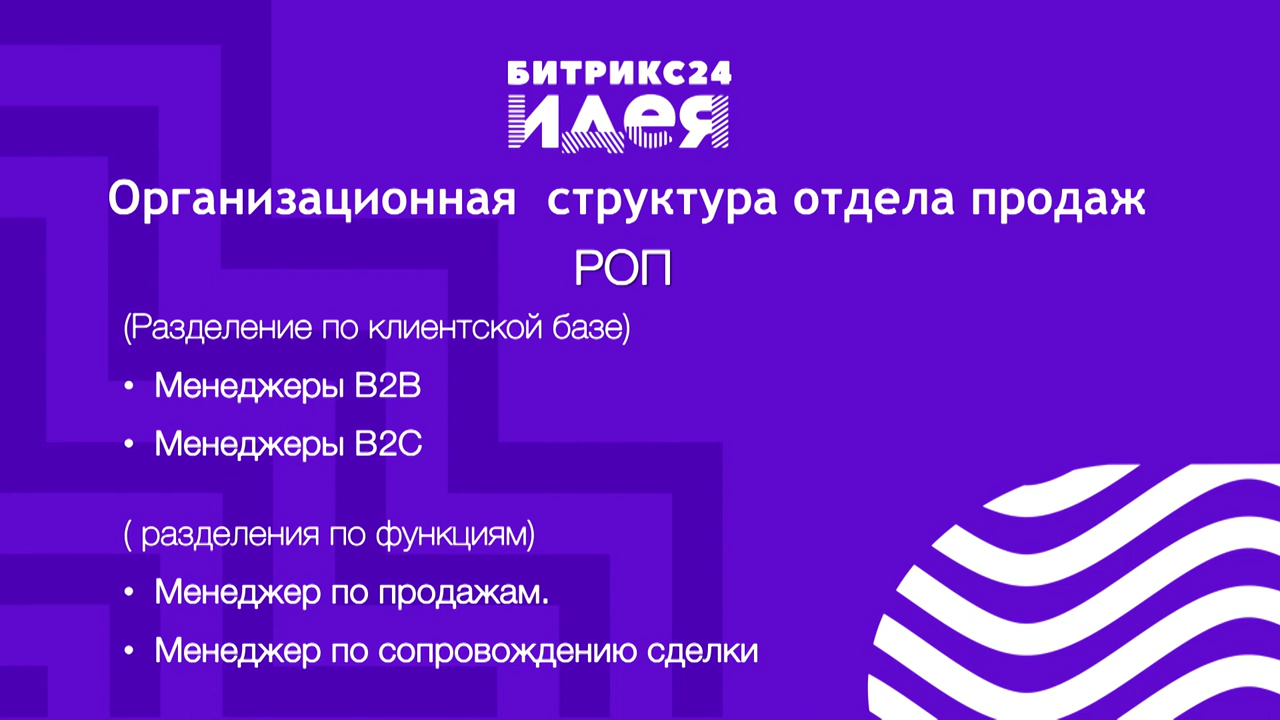 БИТРИКС24
ИДЕЯ
Организационная структура отдела продаж
РОП
(Разделение по клиентской базе)
• Менеджеры B2B
• Менеджеры B2C
( разделения по функциям)
• Менеджер по продажам.
• Менеджер по сопровождению сделки